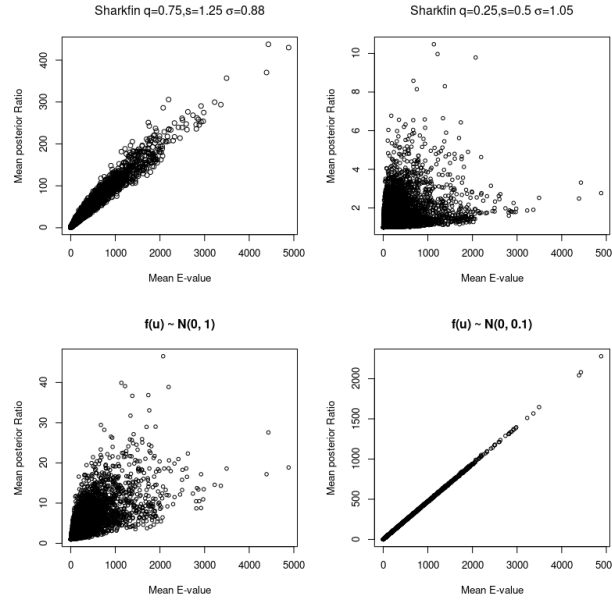 Sharkfin q=0.75,s=1.25 σ=0.88
Sharkfin q=0.25,s=0.5 σ=1.05
Mean posterior Ratio
0 100 200 300 400
0 1000 2000 3000 4000 5000
Mean E-value
Mean posterior Ratio
2 4 6 8 10
0 1000 2000 3000 4000 500
Mean E-value
f(u) ~ N(0, 1)
f(u) ~ N(0, 0.1)
Mean posterior Ratio
0 10 20 30 40
0 1000 2000 3000 4000 5000
Mean E-value
Mean posterior Ratio
0 500 1000 2000
0 1000 2000 3000 4000 500
Mean E-value